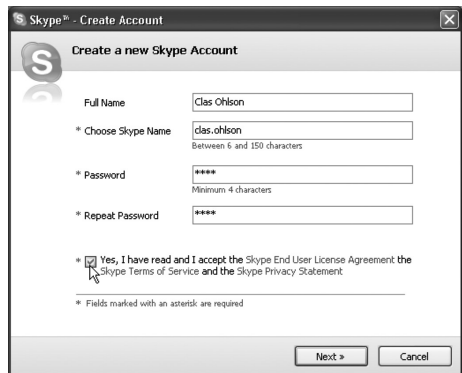 Skype™ - Create Account
Create a new Skype Account
Full Name Clas Ohlson
* Choose Skype Name clas.ohlson
Between 6 and 150 characters
* Password ****
Minimum 4 characters
* Repeat Password ****
* Yes, I have read and I accept the Skype End User License Agreement the
Skype Terms of Service and the Skype Privacy Statement
* Fields marked with an asterisk are required
Next » Cancel